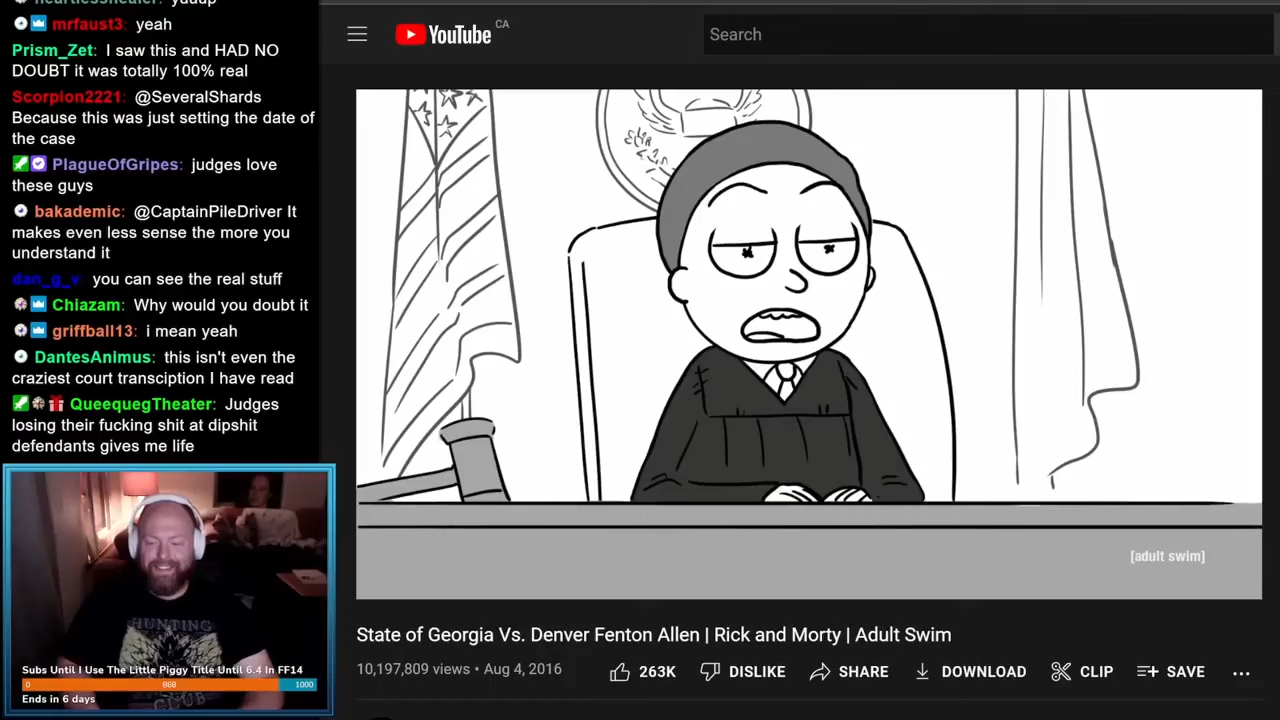 heartlessheater: yuuup
mrfaust3: yeah
Prism_Zet: I saw this and HAD NO
DOUBT it was totally 100% real
Scorpion2221: @SeveralShards
Because this was just setting the date of
the case
PlagueOfGripes: judges love
these guys
bakademic: @CaptainPileDriver It
makes even less sense the more you
understand it
dan_g_v: you can see the real stuff
Chiazam: Why would you doubt it
griffball13: i mean yeah
DantesAnimus: this isn't even the
craziest court transciption I have read
QueequegTheater: Judges
losing their fucking shit at dipshit
defendants gives me life
HUNTING
CLUB
Subs Until I Use The Little Piggy Title Until 6.4 In FF14
0 868 1000
Ends in 6 days
YouTube CA
Search
[adult swim]
State of Georgia Vs. Denver Fenton Allen | Rick and Morty | Adult Swim
10,197,809 views • Aug 4, 2016 263K DISLIKE SHARE DOWNLOAD CLIP SAVE ...